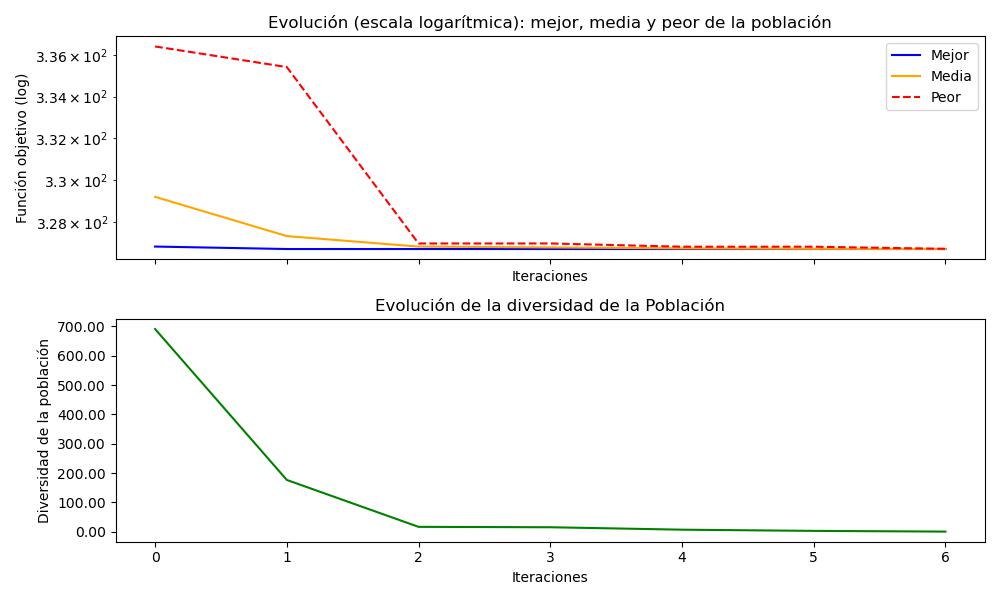 Evolución (escala logarítmica): mejor, media y peor de la población
Función objetivo (log)
3.36 × 10²
3.34 × 10²
3.32 × 10²
3.3 × 10²
3.28 × 10²
Mejor
Media
Peor
Iteraciones
Evolución de la diversidad de la Población
Diversidad de la población
700.00
600.00
500.00
400.00
300.00
200.00
100.00
0.00
0 1 2 3 4 5 6
Iteraciones